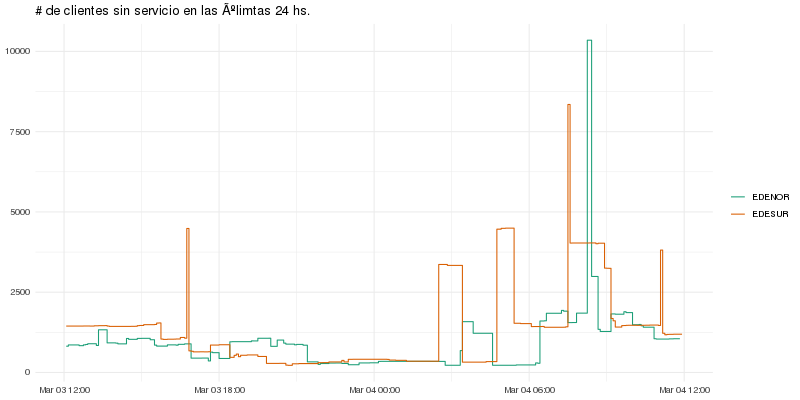 # de clientes sin servicio en las Ãºlimtas 24 hs.
10000
7500
5000
2500
0
Mar 03 12:00
Mar 03 18:00
Mar 04 00:00
Mar 04 06:00
Mar 04 12:00
EDENOR
EDESUR